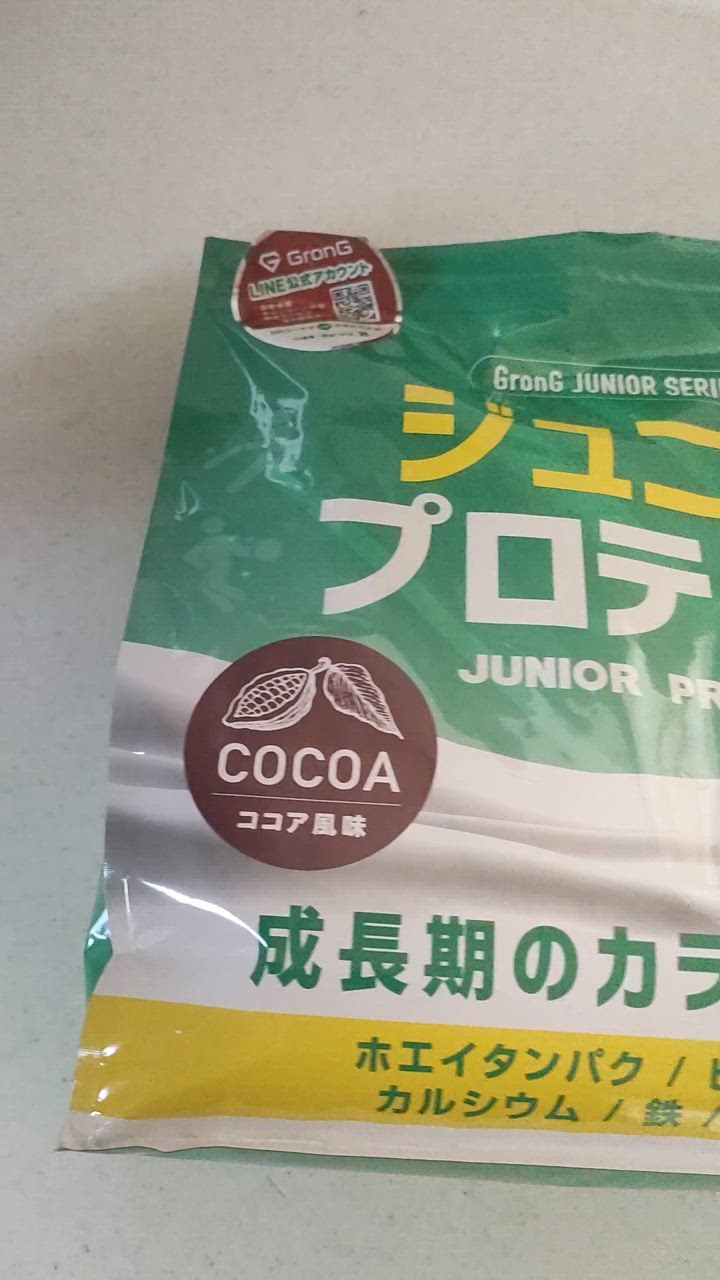 GronG
LINE公式アカウント
GronG JUNIOR SERI
ジュニ
プロテ
JUNIOR PR
COCOA
ココア風味
成長期のカラ
ホエイタンパク / ビ
カルシウム / 鉄 /